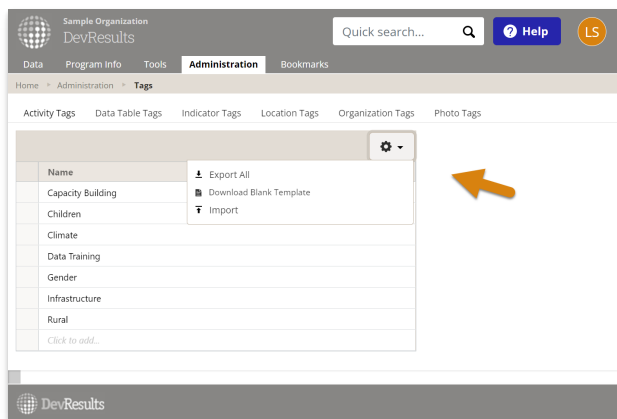 Sample Organization
DevResults
Quick search...
Help
LS
Data Program Info Tools Administration Bookmarks
Home Administration Tags
Activity Tags Data Table Tags Indicator Tags Location Tags Organization Tags Photo Tags
Name
Export All
Download Blank Template
Import
Capacity Building
Children
Climate
Data Training
Gender
Infrastructure
Rural
Click to add...
DevResults